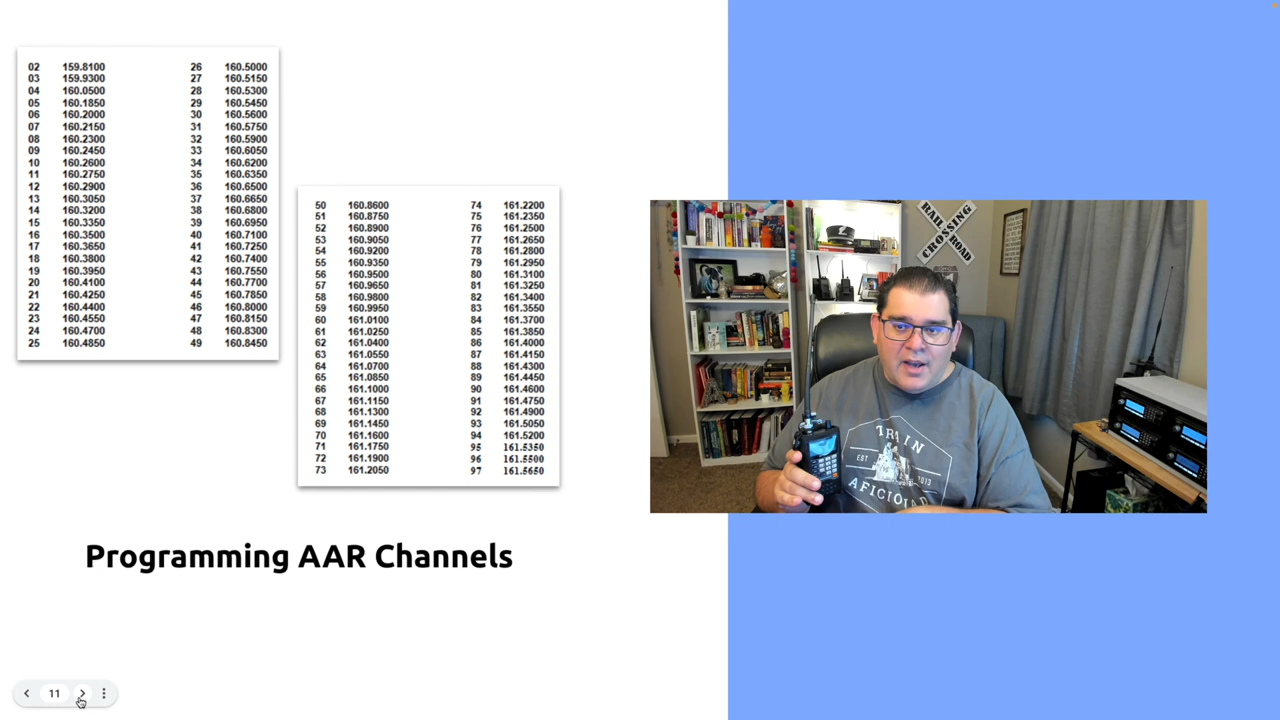 02 159.8100 26 160.5000
03 159.9300 27 160.5150
04 160.0500 28 160.5300
05 160.1850 29 160.5450
06 160.2000 30 160.5600
07 160.2150 31 160.5750
08 160.2300 32 160.5900
09 160.2450 33 160.6050
10 160.2600 34 160.6200
11 160.2750 35 160.6350
12 160.2900 36 160.6500
13 160.3050 37 160.6650
14 160.3200 38 160.6800
15 160.3350 39 160.6950
16 160.3500 40 160.7100
17 160.3650 41 160.7250
18 160.3800 42 160.7400
19 160.3950 43 160.7550
20 160.4100 44 160.7700
21 160.4250 45 160.7850
22 160.4400 46 160.8000
23 160.4550 47 160.8150
24 160.4700 48 160.8300
25 160.4850 49 160.8450
50 160.8600 74 161.2200
51 160.8750 75 161.2350
52 160.8900 76 161.2500
53 160.9050 77 161.2650
54 160.9200 78 161.2800
55 160.9350 79 161.2950
56 160.9500 80 161.3100
57 160.9650 81 161.3250
58 160.9800 82 161.3400
59 160.9950 83 161.3550
60 161.0100 84 161.3700
61 161.0250 85 161.3850
62 161.0400 86 161.4000
63 161.0550 87 161.4150
64 161.0700 88 161.4300
65 161.0850 89 161.4450
66 161.1000 90 161.4600
67 161.1150 91 161.4750
68 161.1300 92 161.4900
69 161.1450 93 161.5050
70 161.1600 94 161.5200
71 161.1750 95 161.5350
72 161.1900 96 161.5500
73 161.2050 97 161.5650
Programming AAR Channels
11
RAIL ROAD
CROSSING
TRAIN
EST